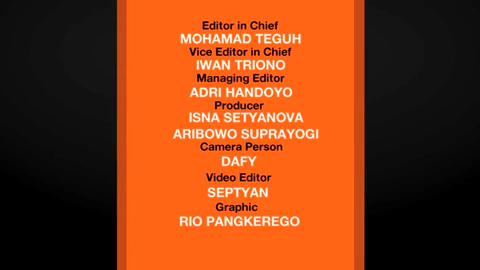 Editor in Chief
MOHAMAD TEGUH
Vice Editor in Chief
IWAN TRIONO
Managing Editor
ADRI HANDOYO
Producer
ISNA SETYANOVA
ARIBOWO SUPRAYOGI
Camera Person
DAFY
Video Editor
SEPTYAN
Graphic
RIO PANGKEREGO